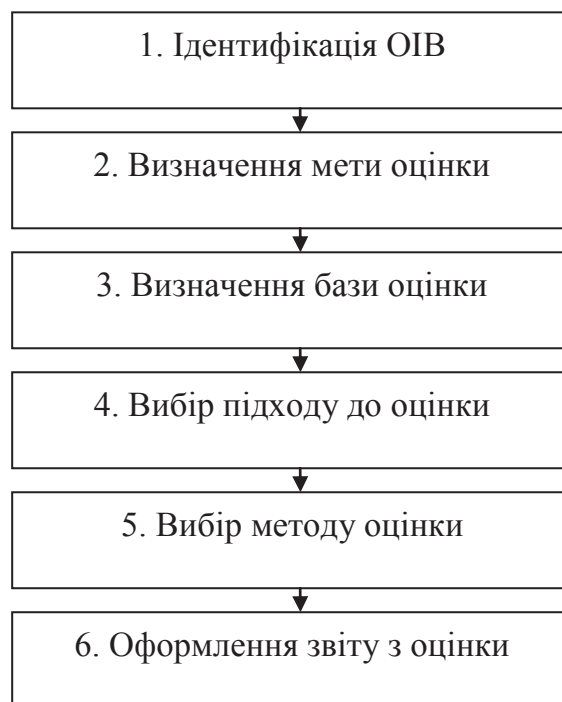 1. Ідентифікація ОІВ
2. Визначення мети оцінки
3. Визначення бази оцінки
4. Вибір підходу до оцінки
5. Вибір методу оцінки
6. Оформлення звіту з оцінки